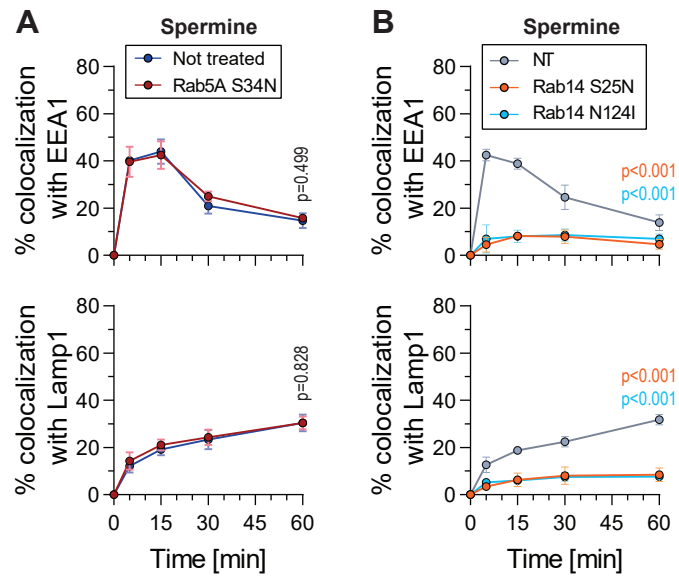 A
Spermine
Not treated
Rab5A S34N
% colocalization
with EEA1
80
60
40
20
0
p=0.499
% colocalization
with Lamp1
80
60
40
20
0
p=0.828
0 15 30 45 60
Time [min]
B
Spermine
NT
Rab14 S25N
Rab14 N124I
% colocalization
with EEA1
80
60
40
20
0
p<0.001
p<0.001
% colocalization
with Lamp1
80
60
40
20
0
p<0.001
p<0.001
0 15 30 45 60
Time [min]